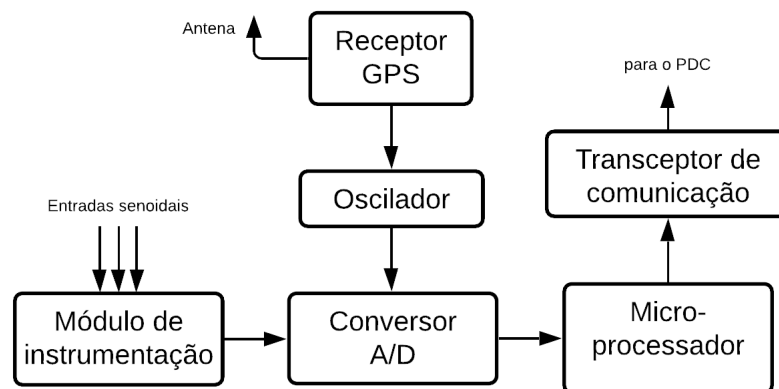 Antena
Receptor
GPS
para o PDC
Transceptor de
comunicação
Oscilador
Entradas senoidais
Módulo de
instrumentação
Conversor
A/D
Micro-
processador